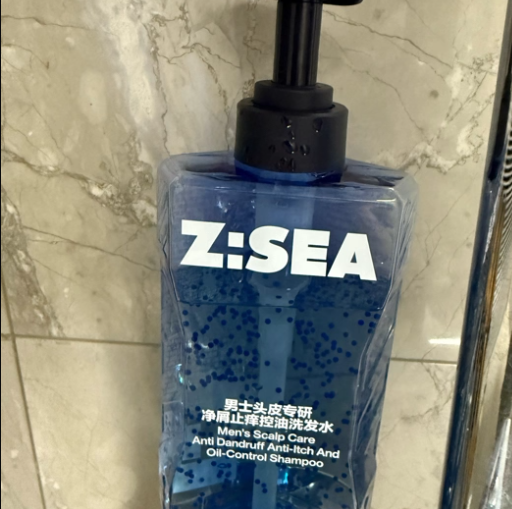 Z:SEA
男士头皮专研
净屑止痒控油洗发水
Men's Scalp Care
Anti Dandruff Anti-Itch And
Oil-Control Shampoo